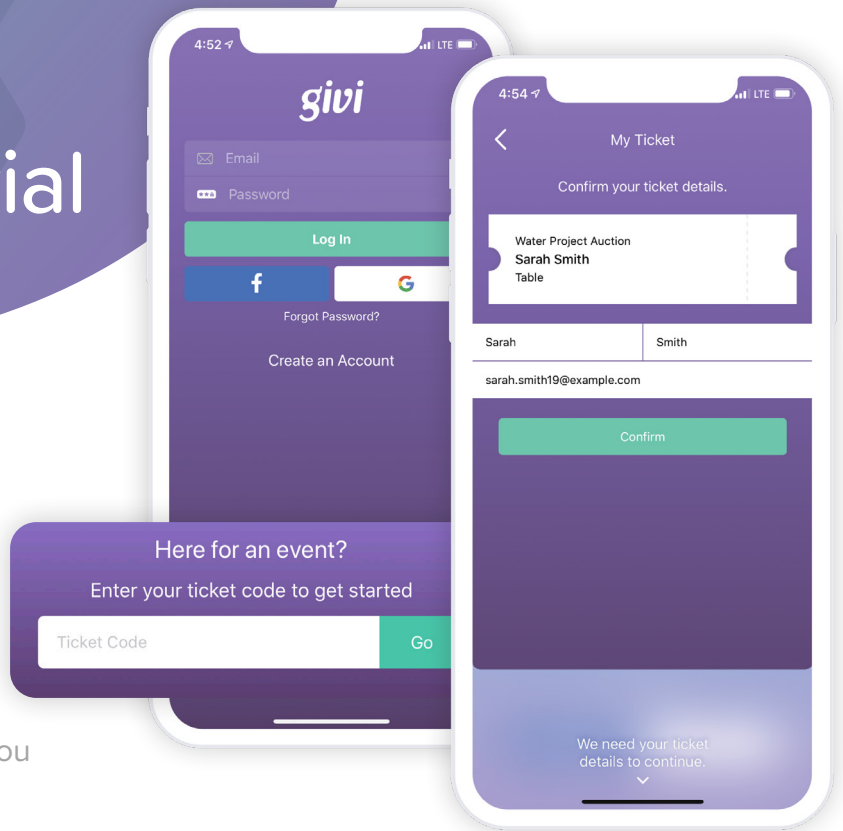 ial
4:52
LTE
givi
Email
Password
Log In
f
G
Forgot Password?
Create an Account
Here for an event?
Enter your ticket code to get started
Ticket Code
Go
ou
4:54
LTE
My Ticket
Confirm your ticket details.
Water Project Auction
Sarah Smith
Table
Sarah
Smith
sarah.smith19@example.com
Confirm
We need your ticket
details to continue.